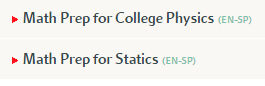 Math Prep for College Physics (EN-SP)
Math Prep for Statics (EN-SP)